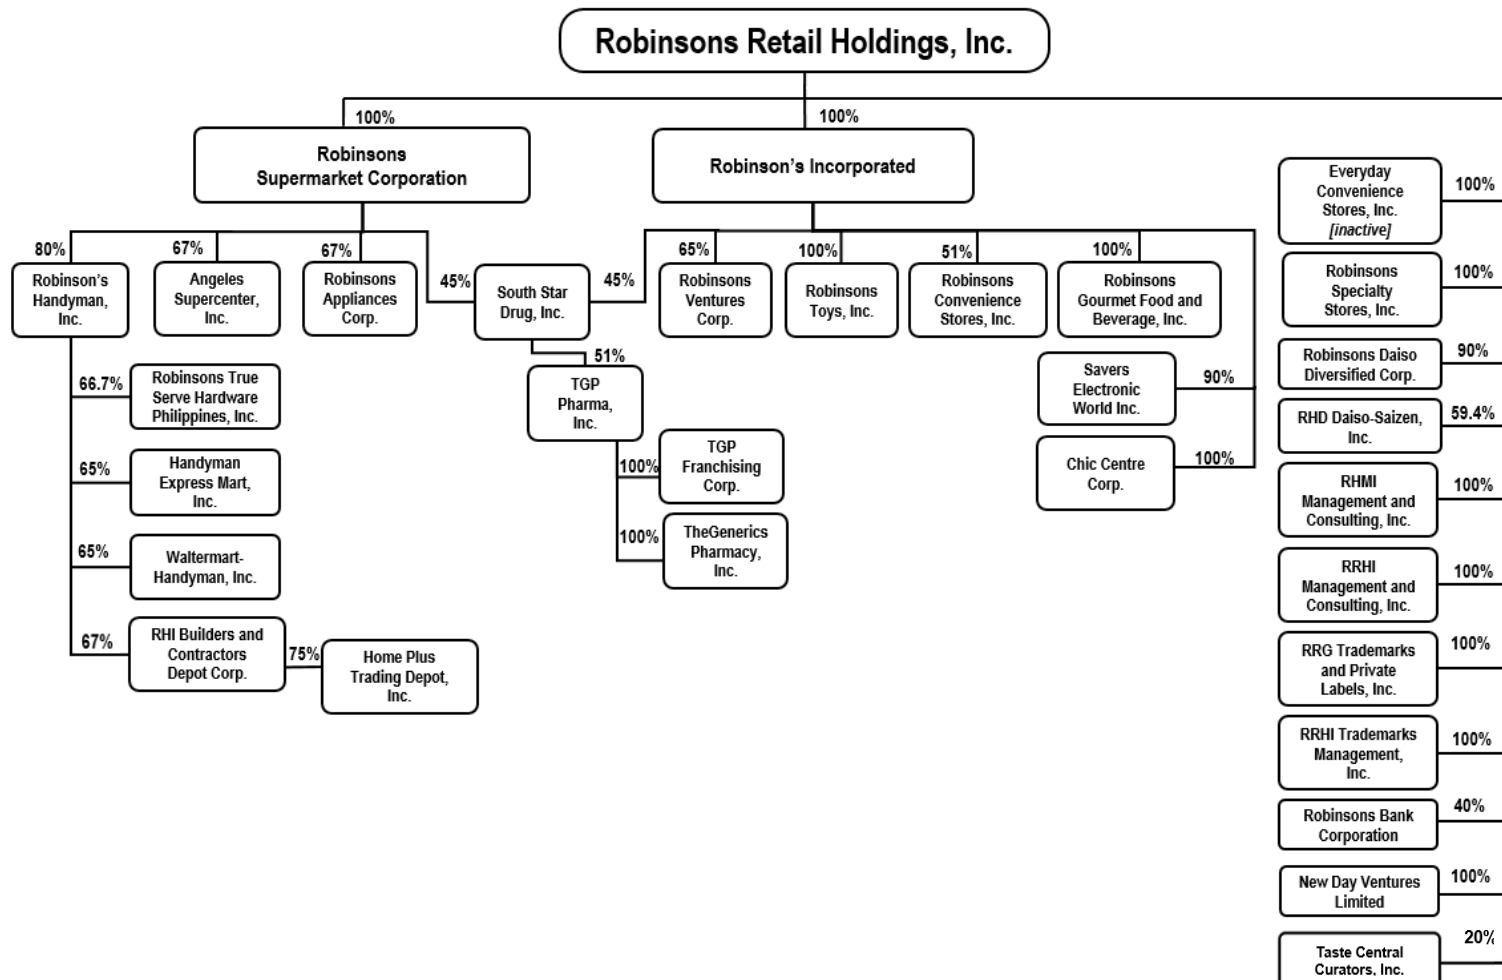 Robinsons Retail Holdings, Inc.
100%
100%
Robinsons
Supermarket Corporation
Robinson's Incorporated
80%
Robinson's
Handyman,
Inc.
67%
Angeles
Supercenter,
Inc.
67%
Robinsons
Appliances
Corp.
45%
South Star
Drug, Inc.
45%
65%
Robinsons
Ventures
Corp.
100%
Robinsons
Toys, Inc.
51%
Robinsons
Convenience
Stores, Inc.
100%
Robinsons
Gourmet Food and
Beverage, Inc.
66.7%
Robinsons True
Serve Hardware
Philippines, Inc.
65%
Handyman
Express Mart,
Inc.
65%
Waltermart-
Handyman, Inc.
67%
RHI Builders and
Contractors
Depot Corp.
75%
Home Plus
Trading Depot,
Inc.
51%
TGP
Pharma,
Inc.
100%
TGP
Franchising
Corp.
100%
TheGenerics
Pharmacy,
Inc.
Savers
Electronic
World Inc.
90%
Chic Centre
Corp.
100%
Everyday
Convenience
Stores, Inc.
[inactive]
100%
Robinsons
Specialty
Stores, Inc.
100%
Robinsons Daiso
Diversified Corp.
90%
RHD Daiso-Saizen,
Inc.
59.4%
RHMI
Management and
Consulting, Inc.
100%
RRHI
Management and
Consulting, Inc.
100%
RRG Trademarks
and Private
Labels, Inc.
100%
RRHI Trademarks
Management,
Inc.
100%
Robinsons Bank
Corporation
40%
New Day Ventures
Limited
100%
Taste Central
Curators, Inc.
20%